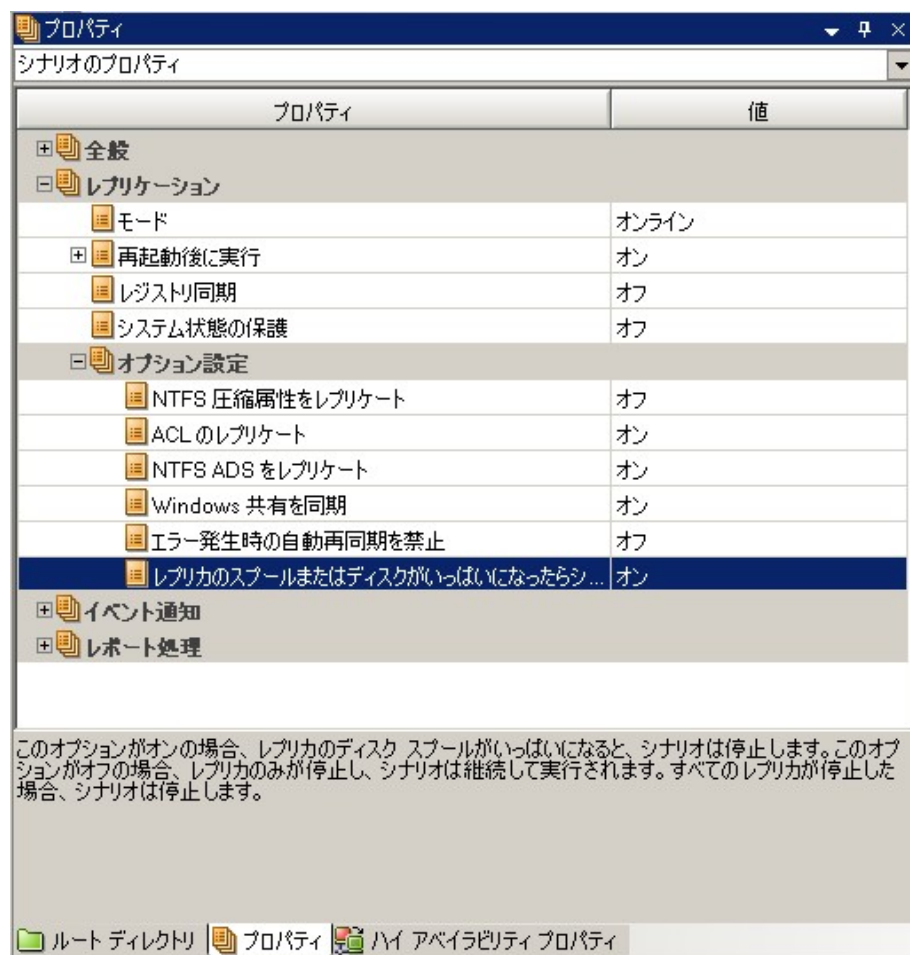 プロパティ
シナリオのプロパティ
プロパティ 値
全般
レプリケーション
モード オンライン
再起動後に実行 オン
レジストリ同期 オフ
システム状態の保護 オフ
オプション設定
NTFS 圧縮属性をレプリケート オフ
ACL のレプリケート オン
NTFS ADS をレプリケート オン
Windows 共有を同期 オン
エラー発生時の自動再同期を禁止 オフ
レプリカのスプールまたはディスクがいっぱいになったらシ... オン
イベント通知
レポート処理
このオプションがオンの場合、レプリカのディスク スプールがいっぱいになると、シナリオは停止します。このオプ
ションがオフの場合、レプリカのみが停止し、シナリオは継続して実行されます。すべてのレプリカが停止した
場合、シナリオは停止します。
ルート ディレクトリ プロパティ ハイ アベイラビリティ プロパティ